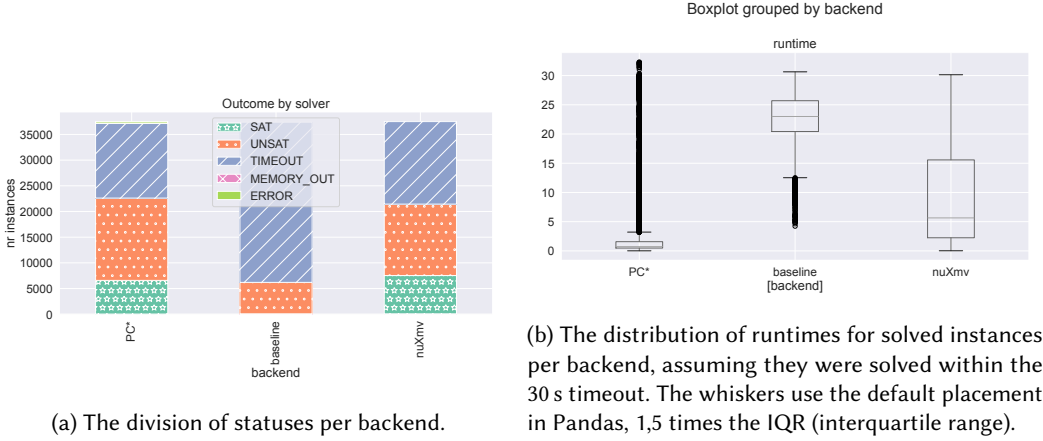 Outcome by solver
SAT
UNSAT
TIMEOUT
MEMORY_OUT
ERROR
nr instances
35000
30000
25000
20000
15000
10000
5000
0
PC*
baseline
nuXmv
backend
(a) The division of statuses per backend.
Boxplot grouped by backend
runtime
30
25
20
15
10
5
0
PC*
baseline
nuXmv
[backend]
(b) The distribution of runtimes for solved instances
per backend, assuming they were solved within the
30 s timeout. The whiskers use the default placement
in Pandas, 1,5 times the IQR (interquartile range).